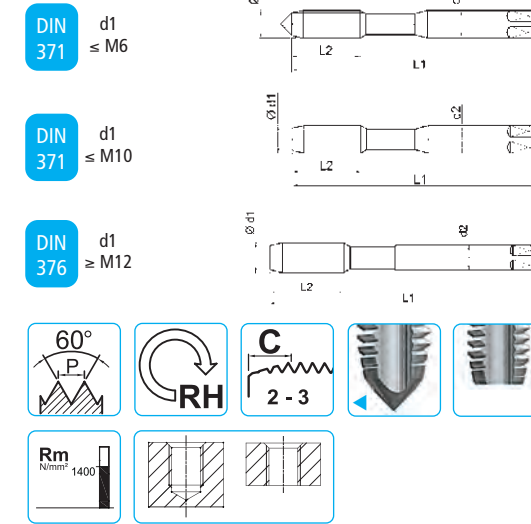 DIN
371
d1
≤ M6
L2
L1
DIN
371
d1
≤ M10
Ø d1
d2
L2
L1
DIN
376
d1
≥ M12
Ø d1
d2
L2
L1
60°
P
RH
C
2 - 3
Rm
N/mm²
1400